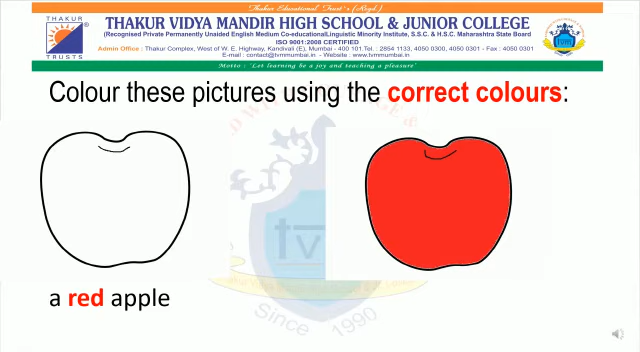 Thakur Educational Trust's (Regd.)
THAKUR
TRUSTS
®
THAKUR VIDYA MANDIR HIGH SCHOOL & JUNIOR COLLEGE
(Recognised Private Permanently Unaided English Medium Co-educational/Linguistic Minority Institute, S.S.C. & H.S.C. Maharashtra State Board
ISO 9001:2008 CERTIFIED)
Admin Office : Thakur Complex, West of W. E. Highway, Kandivali (E), Mumbai - 400 101 Tel. : 2854 1133, 4050 0300, 4050 0301 - Fax : 4050 0301
E-mail : contact@tvmmumbai.in - Website : www.tvmmumbai.in
Motto : "Let learning be a joy and teaching a pleasure"
Colour these pictures using the correct colours:
a red apple
tvm
Since 1990